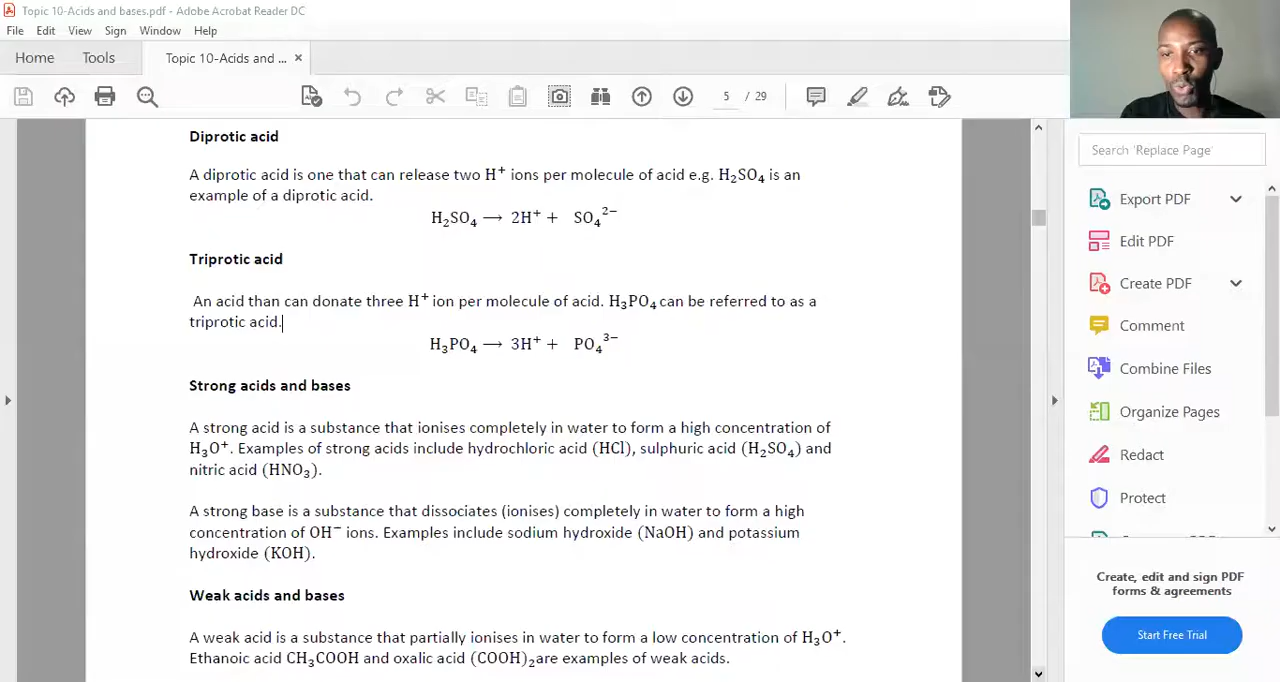 Topic 10-Acids and bases.pdf - Adobe Acrobat Reader DC
File Edit View Sign Window Help
Home Tools Topic 10-Acids and ... ×
5 / 29
Search 'Replace Page'
Export PDF
Edit PDF
Create PDF
Comment
Combine Files
Organize Pages
Redact
Protect
Create, edit and sign PDF
forms & agreements
Start Free Trial
Diprotic acid
A diprotic acid is one that can release two H⁺ ions per molecule of acid e.g. H₂SO₄ is an
example of a diprotic acid.
H₂SO₄ ⟶ 2H⁺ + SO₄²⁻
Triprotic acid
An acid than can donate three H⁺ ion per molecule of acid. H₃PO₄ can be referred to as a
triprotic acid.
H₃PO₄ ⟶ 3H⁺ + PO₄³⁻
Strong acids and bases
A strong acid is a substance that ionises completely in water to form a high concentration of
H₃O⁺. Examples of strong acids include hydrochloric acid (HCl), sulphuric acid (H₂SO₄) and
nitric acid (HNO₃).
A strong base is a substance that dissociates (ionises) completely in water to form a high
concentration of OH⁻ ions. Examples include sodium hydroxide (NaOH) and potassium
hydroxide (KOH).
Weak acids and bases
A weak acid is a substance that partially ionises in water to form a low concentration of H₃O⁺.
Ethanoic acid CH₃COOH and oxalic acid (COOH)₂are examples of weak acids.